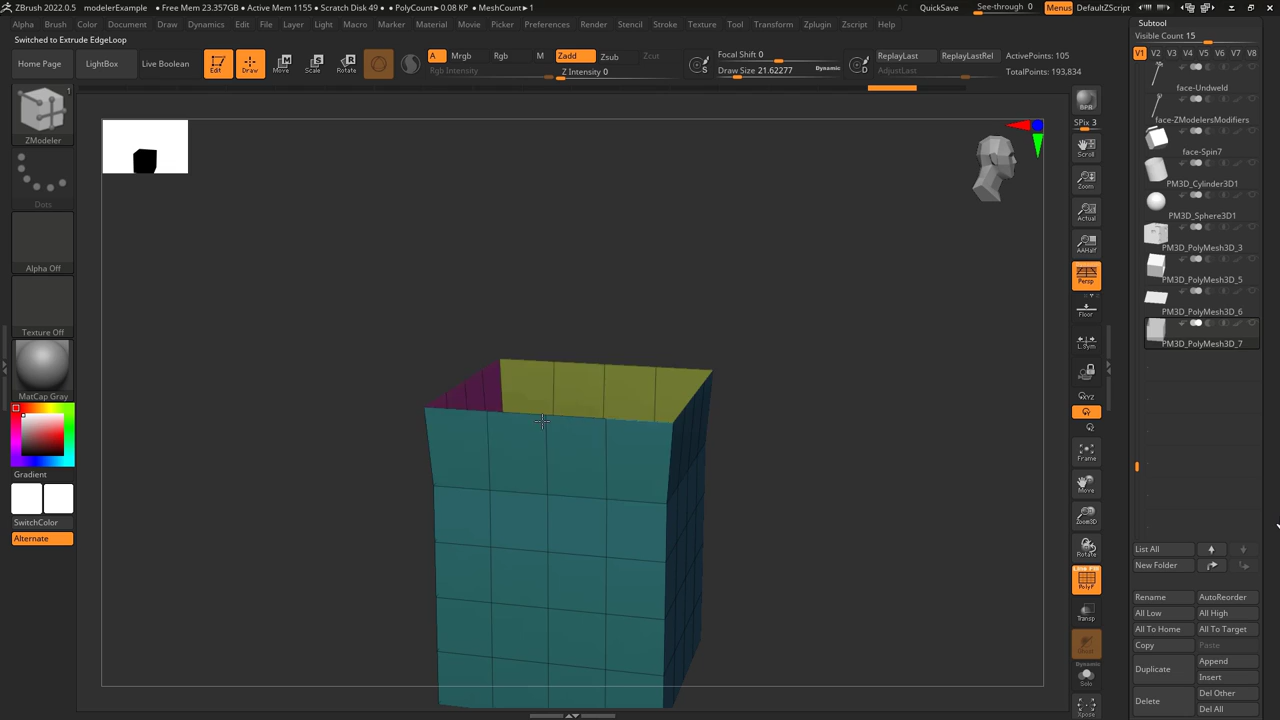 ZBrush 2022.0.5 modelerExample • Free Mem 23.357GB • Active Mem 1155 • Scratch Disk 49 • PolyCount▸0.08 KP • MeshCount▸1
AC QuickSave See-through 0 Menus DefaultZScript
Alpha Brush Color Document Draw Dynamics Edit File Layer Light Macro Marker Material Movie Picker Preferences Render Stencil Stroke Texture Tool Transform Zplugin Zscript Help
Switched to Extrude EdgeLoop
Home Page LightBox Live Boolean
Edit Draw Move Scale Rotate
A Mrgb Rgb M Zadd Zsub Zcut
Rgb Intensity Z Intensity 0
Focal Shift 0
Draw Size 21.62277 Dynamic
S D
ReplayLast ReplayLastRel
AdjustLast
ActivePoints: 105
TotalPoints: 193,834
1
ZModeler
Dots
Alpha Off
Texture Off
MatCap Gray
Gradient
SwitchColor
Alternate
BPR
SPix 3
Scroll
Zoom
Actual
AAHalf
Persp
Floor
L.Sym
XYZ
Y
Z
Frame
Move
Zoom3D
Rotate
Line Fill
PolyF
Transp
Ghost
Dynamic
Solo
Xpose
Subtool
Visible Count 15
V1 V2 V3 V4 V5 V6 V7 V8
face-Undweld
face-ZModelersModifiers
face-Spin7
PM3D_Cylinder3D1
PM3D_Sphere3D1
PM3D_PolyMesh3D_3
PM3D_PolyMesh3D_5
PM3D_PolyMesh3D_6
PM3D_PolyMesh3D_7
List All
New Folder
Rename AutoReorder
All Low All High
All To Home All To Target
Copy Paste
Duplicate Append
Insert
Delete Del Other
Del All